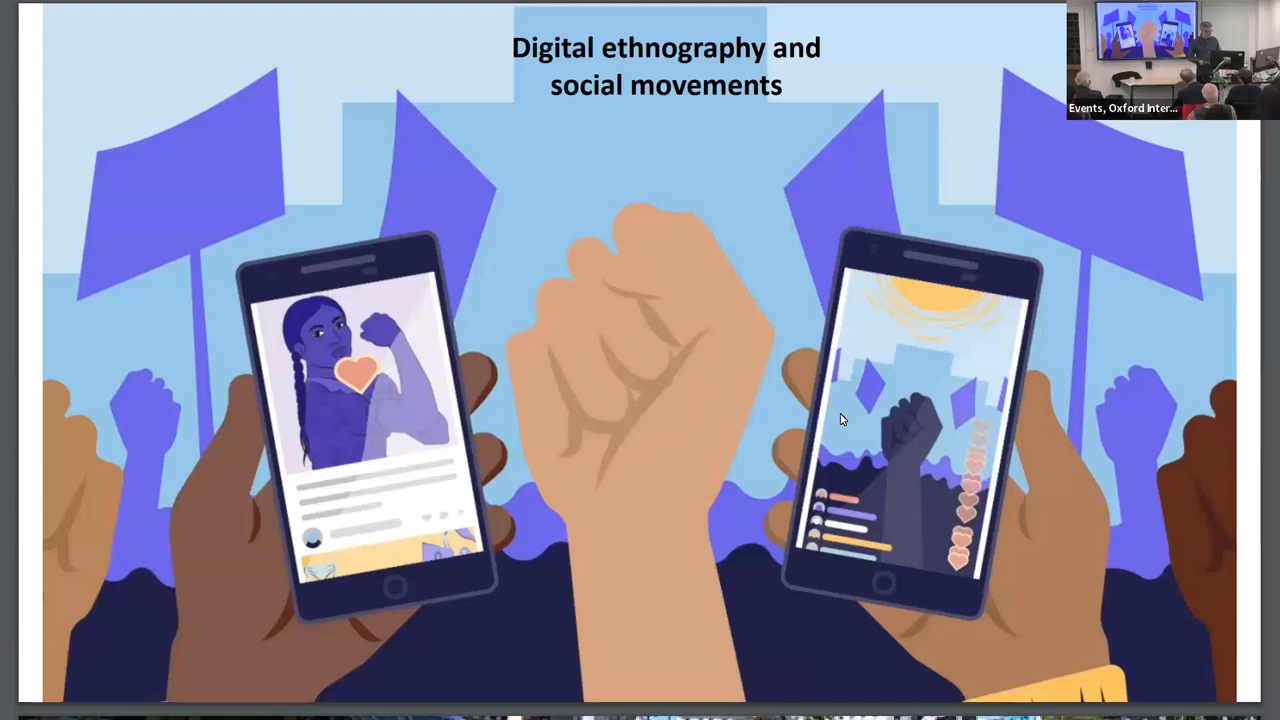 Digital ethnography and
social movements
Events, Oxford Inter...